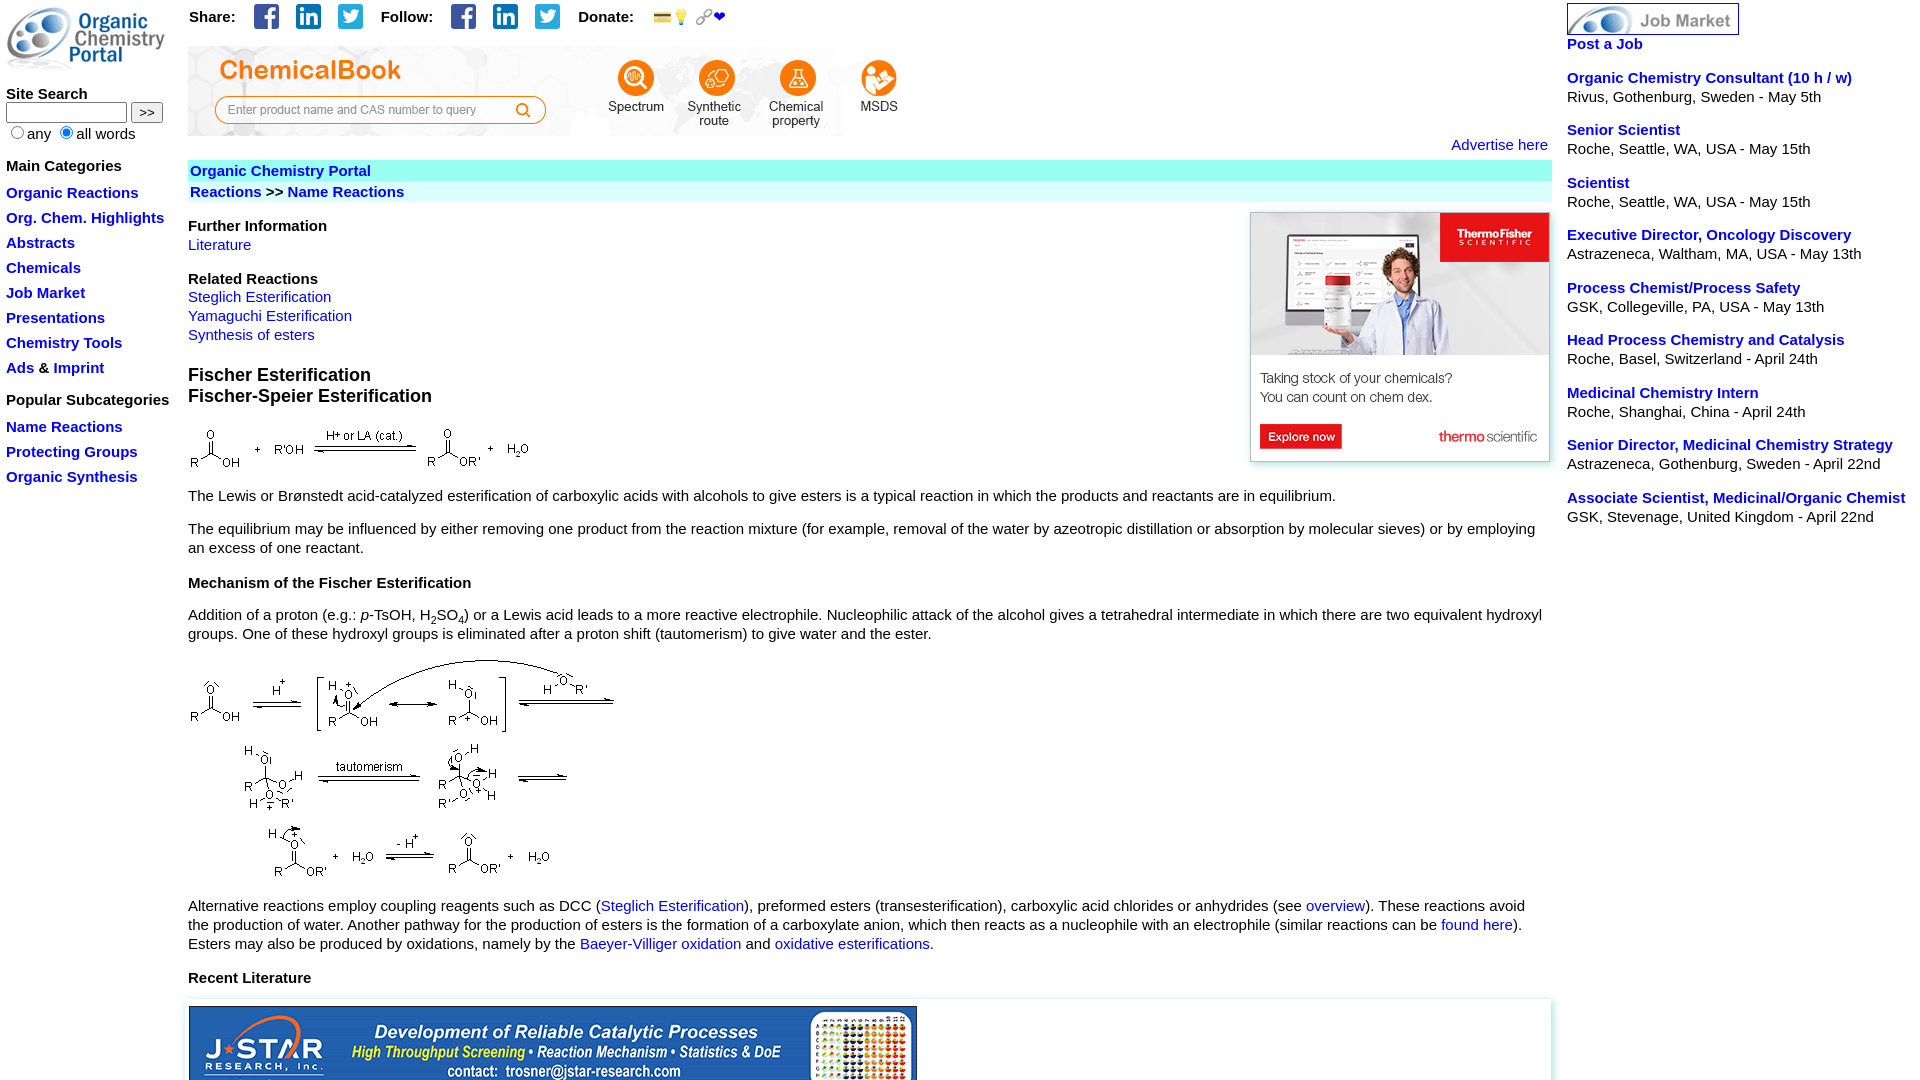 Organic
Chemistry
Portal
Site Search
>>
any all words
Main Categories
Organic Reactions
Org. Chem. Highlights
Abstracts
Chemicals
Job Market
Presentations
Chemistry Tools
Ads & Imprint
Popular Subcategories
Name Reactions
Protecting Groups
Organic Synthesis
Share: Follow: Donate:
ChemicalBook
Enter product name and CAS number to query
Spectrum
Synthetic
route
Chemical
property
MSDS
Advertise here
Organic Chemistry Portal
Reactions >> Name Reactions
Further Information
Literature
Related Reactions
Steglich Esterification
Yamaguchi Esterification
Synthesis of esters
ThermoFisher
SCIENTIFIC
Taking stock of your chemicals?
You can count on chem dex.
Explore now
thermo scientific
Fischer Esterification
Fischer-Speier Esterification
O R OH + R'OH H+ or LA (cat.) O R OR' + H2O
The Lewis or Brønstedt acid-catalyzed esterification of carboxylic acids with alcohols to give esters is a typical reaction in which the products and reactants are in equilibrium.
The equilibrium may be influenced by either removing one product from the reaction mixture (for example, removal of the water by azeotropic distillation or absorption by molecular sieves) or by employing
an excess of one reactant.
Mechanism of the Fischer Esterification
Addition of a proton (e.g.: p-TsOH, H2SO4) or a Lewis acid leads to a more reactive electrophile. Nucleophilic attack of the alcohol gives a tetrahedral intermediate in which there are two equivalent hydroxyl
groups. One of these hydroxyl groups is eliminated after a proton shift (tautomerism) to give water and the ester.
O R OH H+ H O+ R OH H O R + OH H O R'
H O R O H H O + R' tautomerism O H R O H + H R' O
H O + R OR' + H2O - H+ O R OR' + H2O
Alternative reactions employ coupling reagents such as DCC (Steglich Esterification), preformed esters (transesterification), carboxylic acid chlorides or anhydrides (see overview). These reactions avoid
the production of water. Another pathway for the production of esters is the formation of a carboxylate anion, which then reacts as a nucleophile with an electrophile (similar reactions can be found here).
Esters may also be produced by oxidations, namely by the Baeyer-Villiger oxidation and oxidative esterifications.
Recent Literature
J★STAR
RESEARCH, Inc.
Development of Reliable Catalytic Processes
High Throughput Screening • Reaction Mechanism • Statistics & DoE
contact: trosner@jstar-research.com
Job Market
Post a Job
Organic Chemistry Consultant (10 h / w)
Rivus, Gothenburg, Sweden - May 5th
Senior Scientist
Roche, Seattle, WA, USA - May 15th
Scientist
Roche, Seattle, WA, USA - May 15th
Executive Director, Oncology Discovery
Astrazeneca, Waltham, MA, USA - May 13th
Process Chemist/Process Safety
GSK, Collegeville, PA, USA - May 13th
Head Process Chemistry and Catalysis
Roche, Basel, Switzerland - April 24th
Medicinal Chemistry Intern
Roche, Shanghai, China - April 24th
Senior Director, Medicinal Chemistry Strategy
Astrazeneca, Gothenburg, Sweden - April 22nd
Associate Scientist, Medicinal/Organic Chemist
GSK, Stevenage, United Kingdom - April 22nd